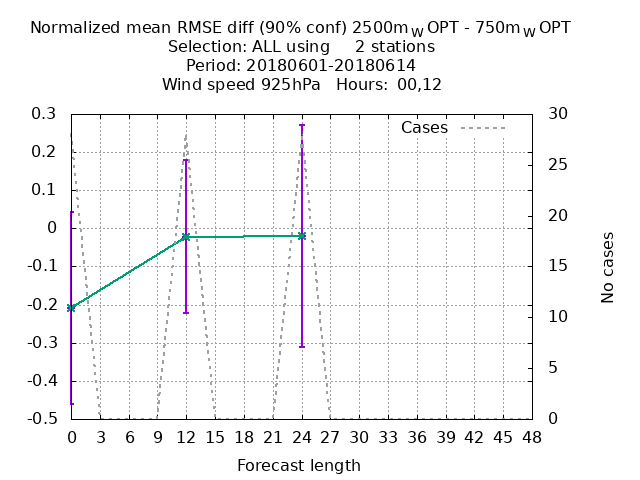 Normalized mean RMSE diff (90% conf) 2500m_W OPT - 750m_W OPT
Selection: ALL using 2 stations
Period: 20180601-20180614
Wind speed 925hPa Hours: 00,12
Cases
0.3
0.2
0.1
0
-0.1
-0.2
-0.3
-0.4
-0.5
30
25
20
15
10
5
0
No cases
0 3 6 9 12 15 18 21 24 27 30 33 36 39 42 45 48
Forecast length